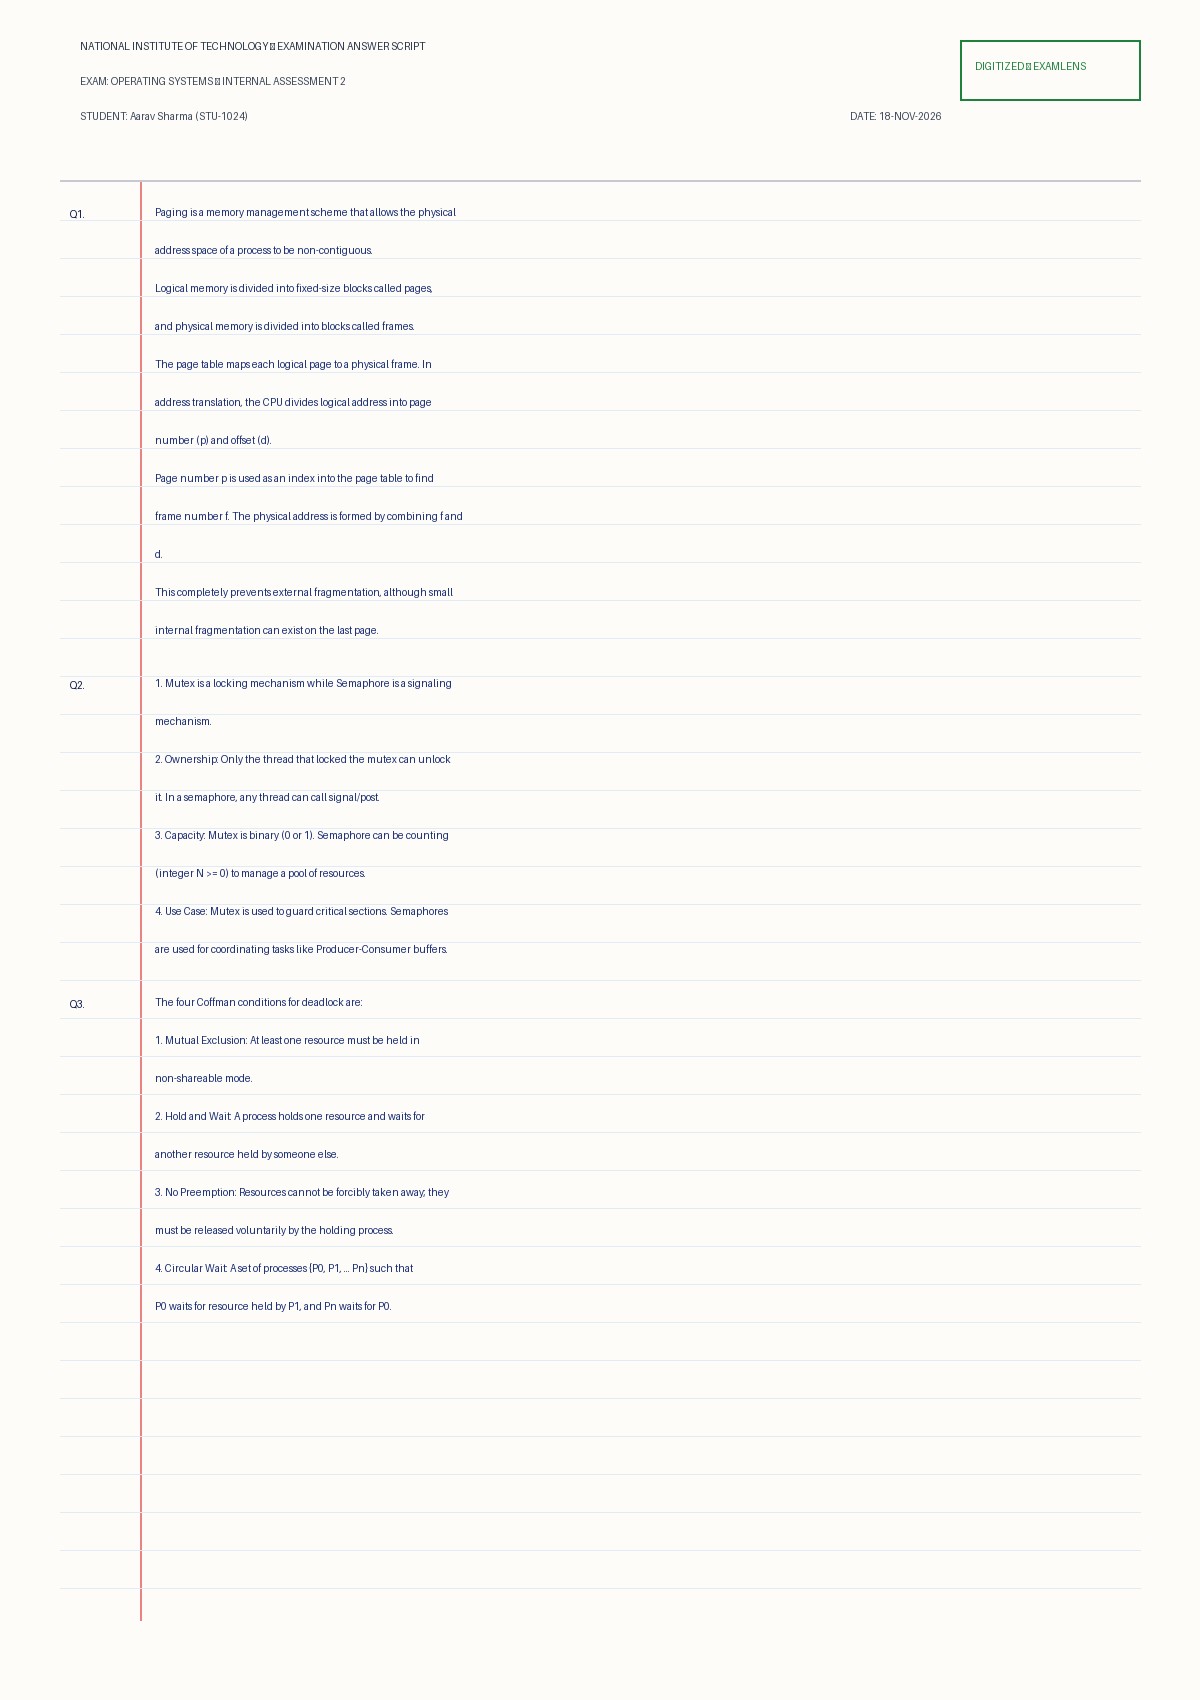 NATIONAL INSTITUTE OF TECHNOLOGY EXAMINATION ANSWER SCRIPT
DIGITIZED EXAMLENS
EXAM: OPERATING SYSTEMS INTERNAL ASSESSMENT 2
STUDENT: Aarav Sharma (STU-1024) DATE: 18-NOV-2026
Q1. Paging is a memory management scheme that allows the physical
address space of a process to be non-contiguous.
Logical memory is divided into fixed-size blocks called pages,
and physical memory is divided into blocks called frames.
The page table maps each logical page to a physical frame. In
address translation, the CPU divides logical address into page
number (p) and offset (d).
Page number p is used as an index into the page table to find
frame number f. The physical address is formed by combining f and
d.
This completely prevents external fragmentation, although small
internal fragmentation can exist on the last page.
Q2. 1. Mutex is a locking mechanism while Semaphore is a signaling
mechanism.
2. Ownership: Only the thread that locked the mutex can unlock
it. In a semaphore, any thread can call signal/post.
3. Capacity: Mutex is binary (0 or 1). Semaphore can be counting
(integer N >= 0) to manage a pool of resources.
4. Use Case: Mutex is used to guard critical sections. Semaphores
are used for coordinating tasks like Producer-Consumer buffers.
Q3. The four Coffman conditions for deadlock are:
1. Mutual Exclusion: At least one resource must be held in
non-shareable mode.
2. Hold and Wait: A process holds one resource and waits for
another resource held by someone else.
3. No Preemption: Resources cannot be forcibly taken away; they
must be released voluntarily by the holding process.
4. Circular Wait: A set of processes {P0, P1, ... Pn} such that
P0 waits for resource held by P1, and Pn waits for P0.